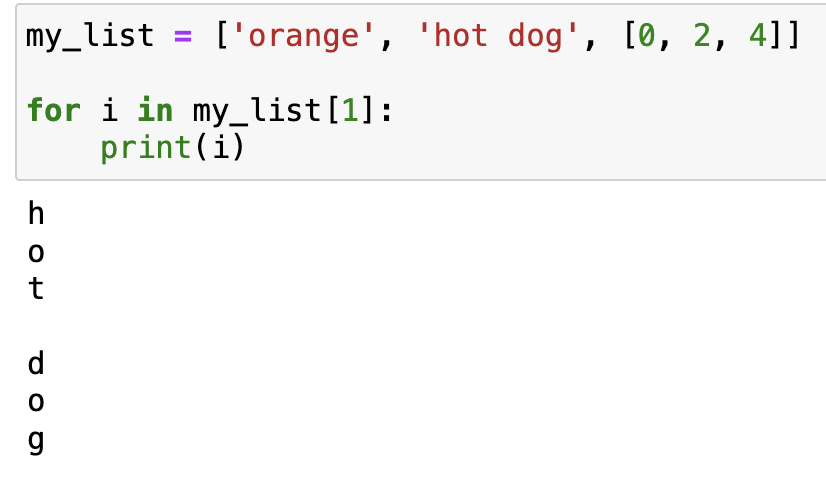 my_list = ['orange', 'hot dog', [0, 2, 4]]
for i in my_list[1]:
    print(i)
h
o
t
d
o
g